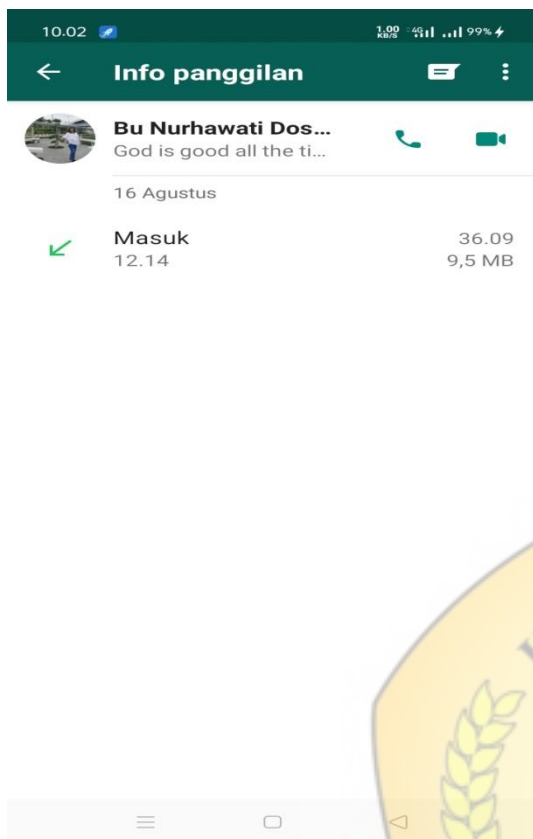 10.02 1.00 KB/S 4G 99%
Info panggilan
Bu Nurhawati Dos...
God is good all the ti...
16 Agustus
Masuk 36.09
12.14 9,5 MB